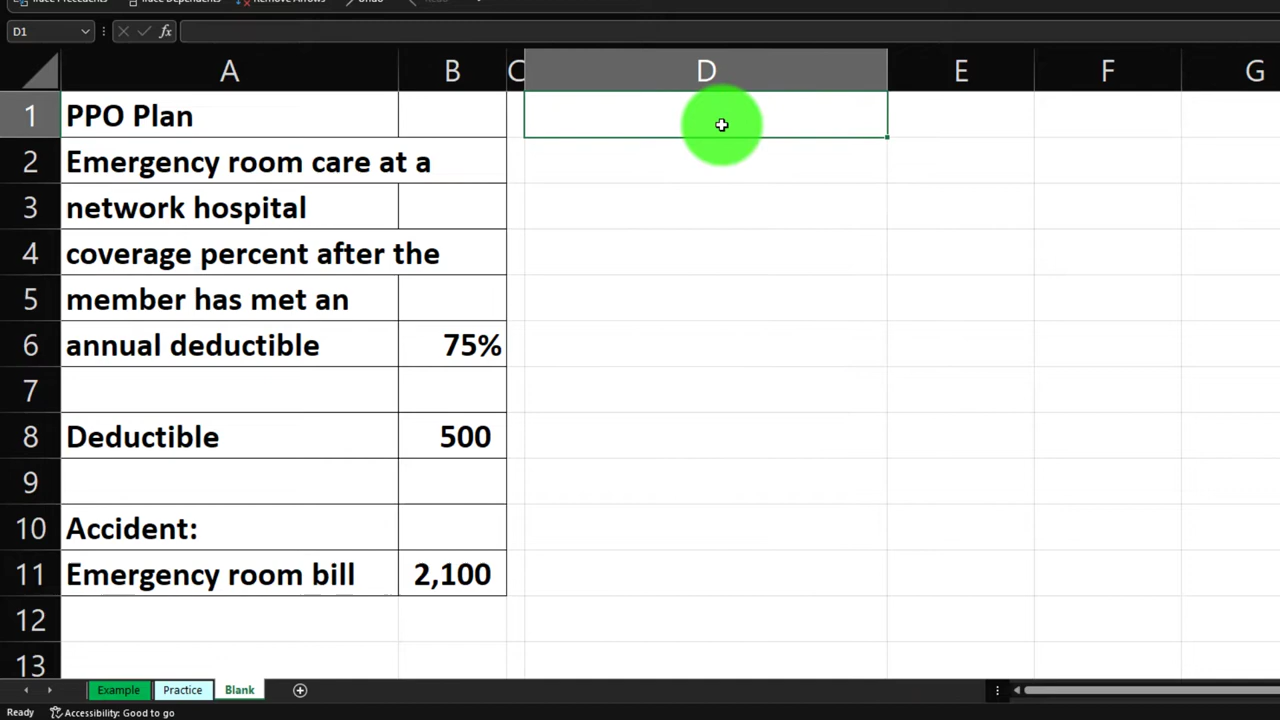 D1
fx
A B C D E F G
1 PPO Plan
2 Emergency room care at a
3 network hospital
4 coverage percent after the
5 member has met an
6 annual deductible 75%
7
8 Deductible 500
9
10 Accident:
11 Emergency room bill 2,100
12
13
Example Practice Blank
Ready Accessibility: Good to go